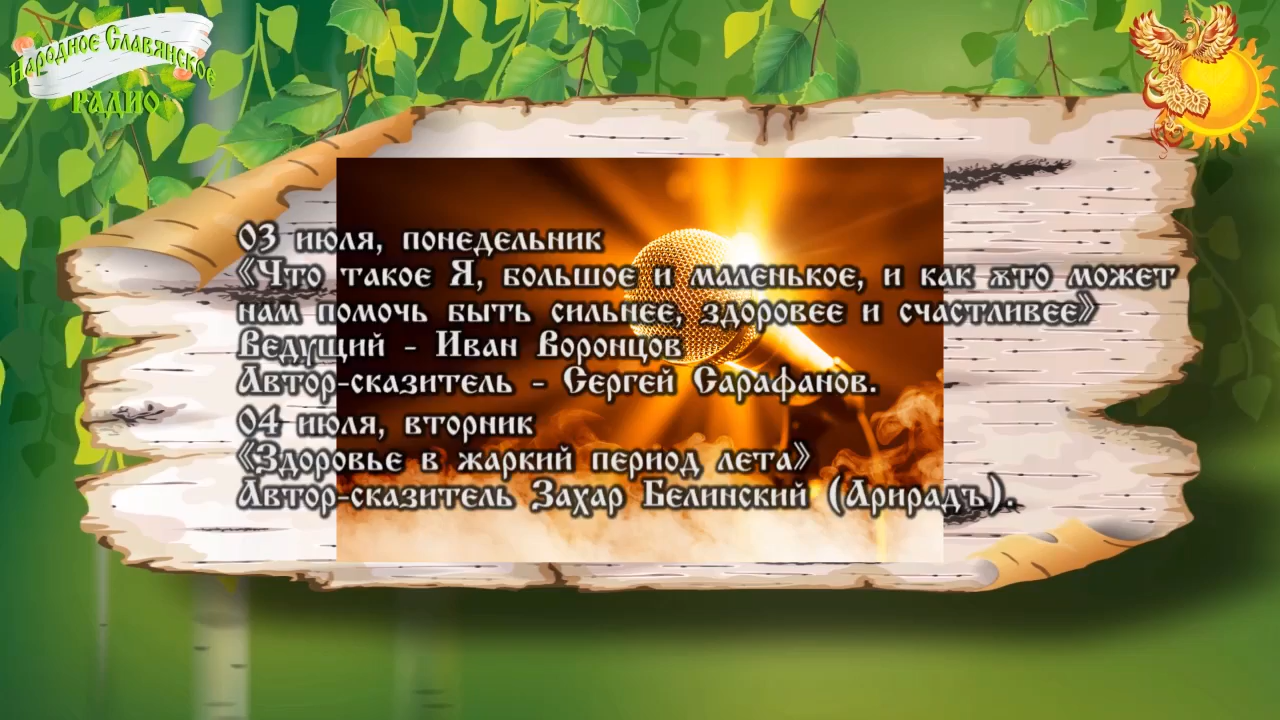 Народное Славянское
РАДИО
03 июля, понедельник
《Что такое Я, большое и маленькое, и как это может
нам помочь быть сильнее, здоровее и счастливее》
Ведущий - Иван Воронцов
Автор-сказитель - Сергей Сарафанов.
04 июля, вторник
《Здоровье в жаркий период лета》
Автор-сказитель Захар Белинский (Арирадъ).